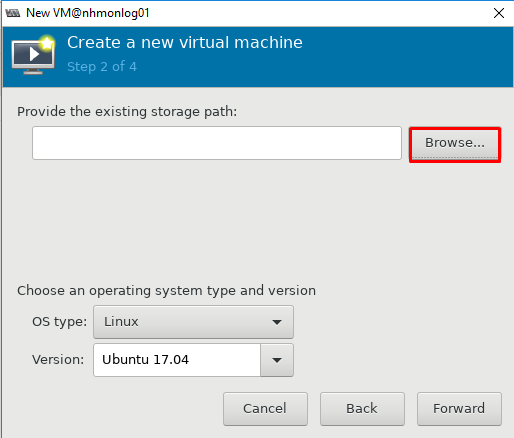 New VM@nhmonlog01
Create a new virtual machine
Step 2 of 4
Provide the existing storage path:
Browse...
Choose an operating system type and version
OS type: Linux
Version: Ubuntu 17.04
Cancel Back Forward